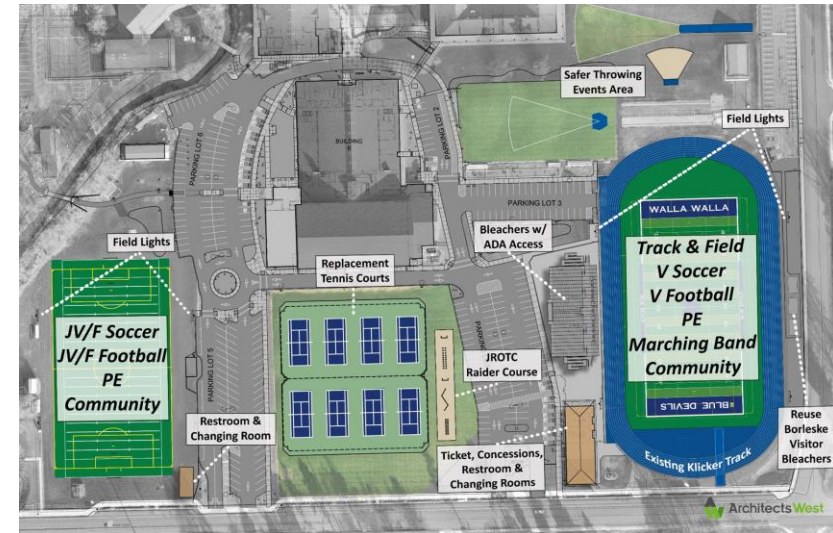 Safer Throwing
Events Area
Field Lights
PARKING LOT 6
PARKING LOT 2
BUILDING
PARKING LOT 3
WALLA WALLA
Bleachers w/
ADA Access
Field Lights
Replacement
Tennis Courts
Track & Field
V Soccer
V Football
PE
Marching Band
Community
JV/F Soccer
JV/F Football
PE
Community
PARKING LOT 5
PARKING
JROTC
Raider Course
Restroom &
Changing Room
BLUE DEVILS
Reuse
Borleske
Visitor
Bleachers
Ticket, Concessions,
Restroom &
Changing Rooms
Existing Klicker Track
Architects West